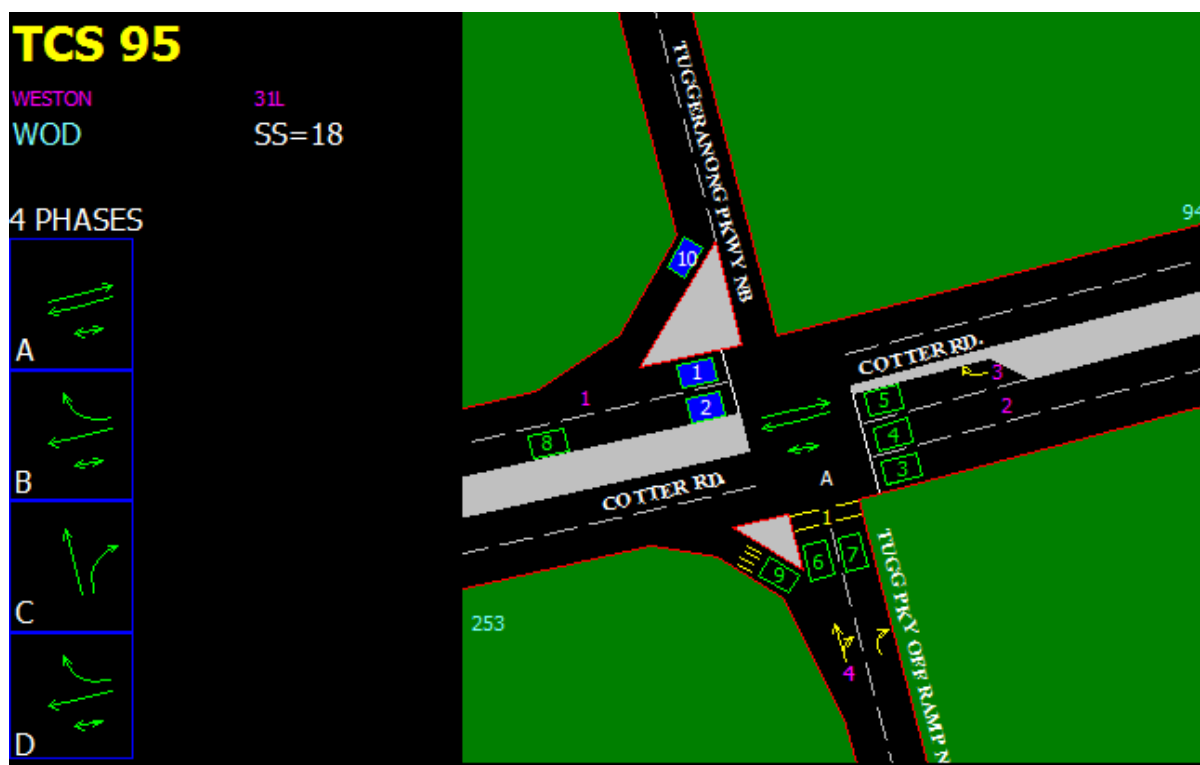 TCS 95
WESTON 31L
WOD SS=18
4 PHASES
A
B
C
D
TUGGERANONG PKWY NB
94
10
COTTER RD.
1
1
2
8
3
2
5
4
3
COTTER RD.
A
1
6
7
9
TUGG PKY OFF RAMP N
253
4